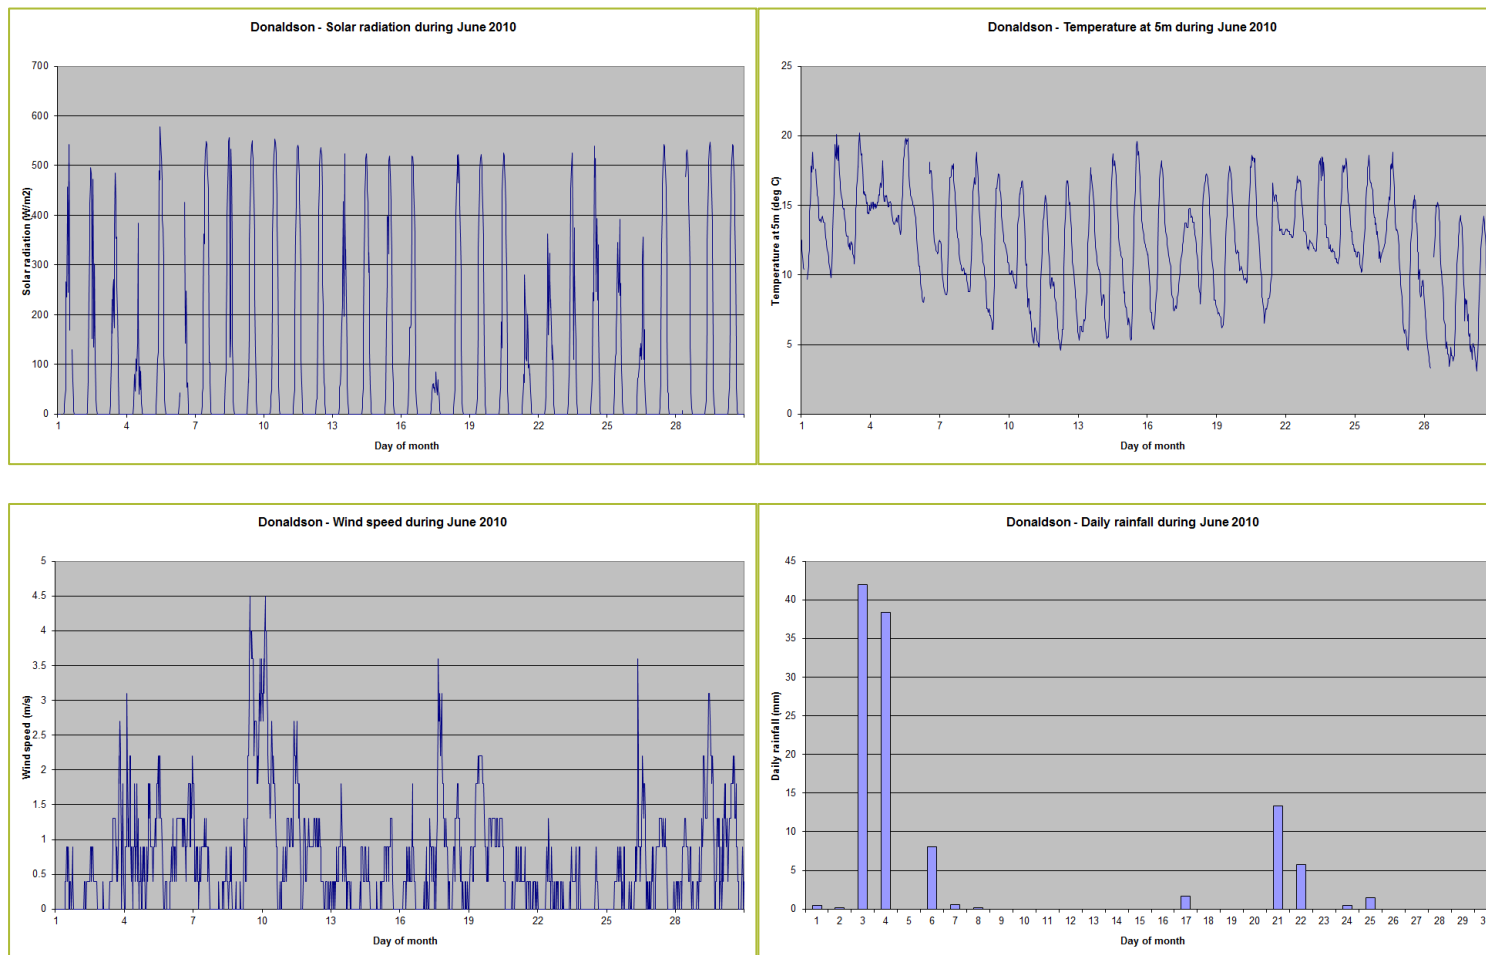 Donaldson - Solar radiation during June 2010
700
600
500
400
300
200
100
0
Solar radiation (W/m2)
1 4 7 10 13 16 19 22 25 28
Day of month
Donaldson - Temperature at 5m during June 2010
25
20
15
10
5
0
Temperature at 5m (deg C)
1 4 7 10 13 16 19 22 25 28
Day of month
Donaldson - Wind speed during June 2010
5
4.5
4
3.5
3
2.5
2
1.5
1
0.5
0
Wind speed (m/s)
1 4 7 10 13 16 19 22 25 28
Day of month
Donaldson - Daily rainfall during June 2010
45
40
35
30
25
20
15
10
5
0
Daily rainfall (mm)
1 2 3 4 5 6 7 8 9 10 11 12 13 14 15 16 17 18 19 20 21 22 23 24 25 26 27 28 29 3
Day of month